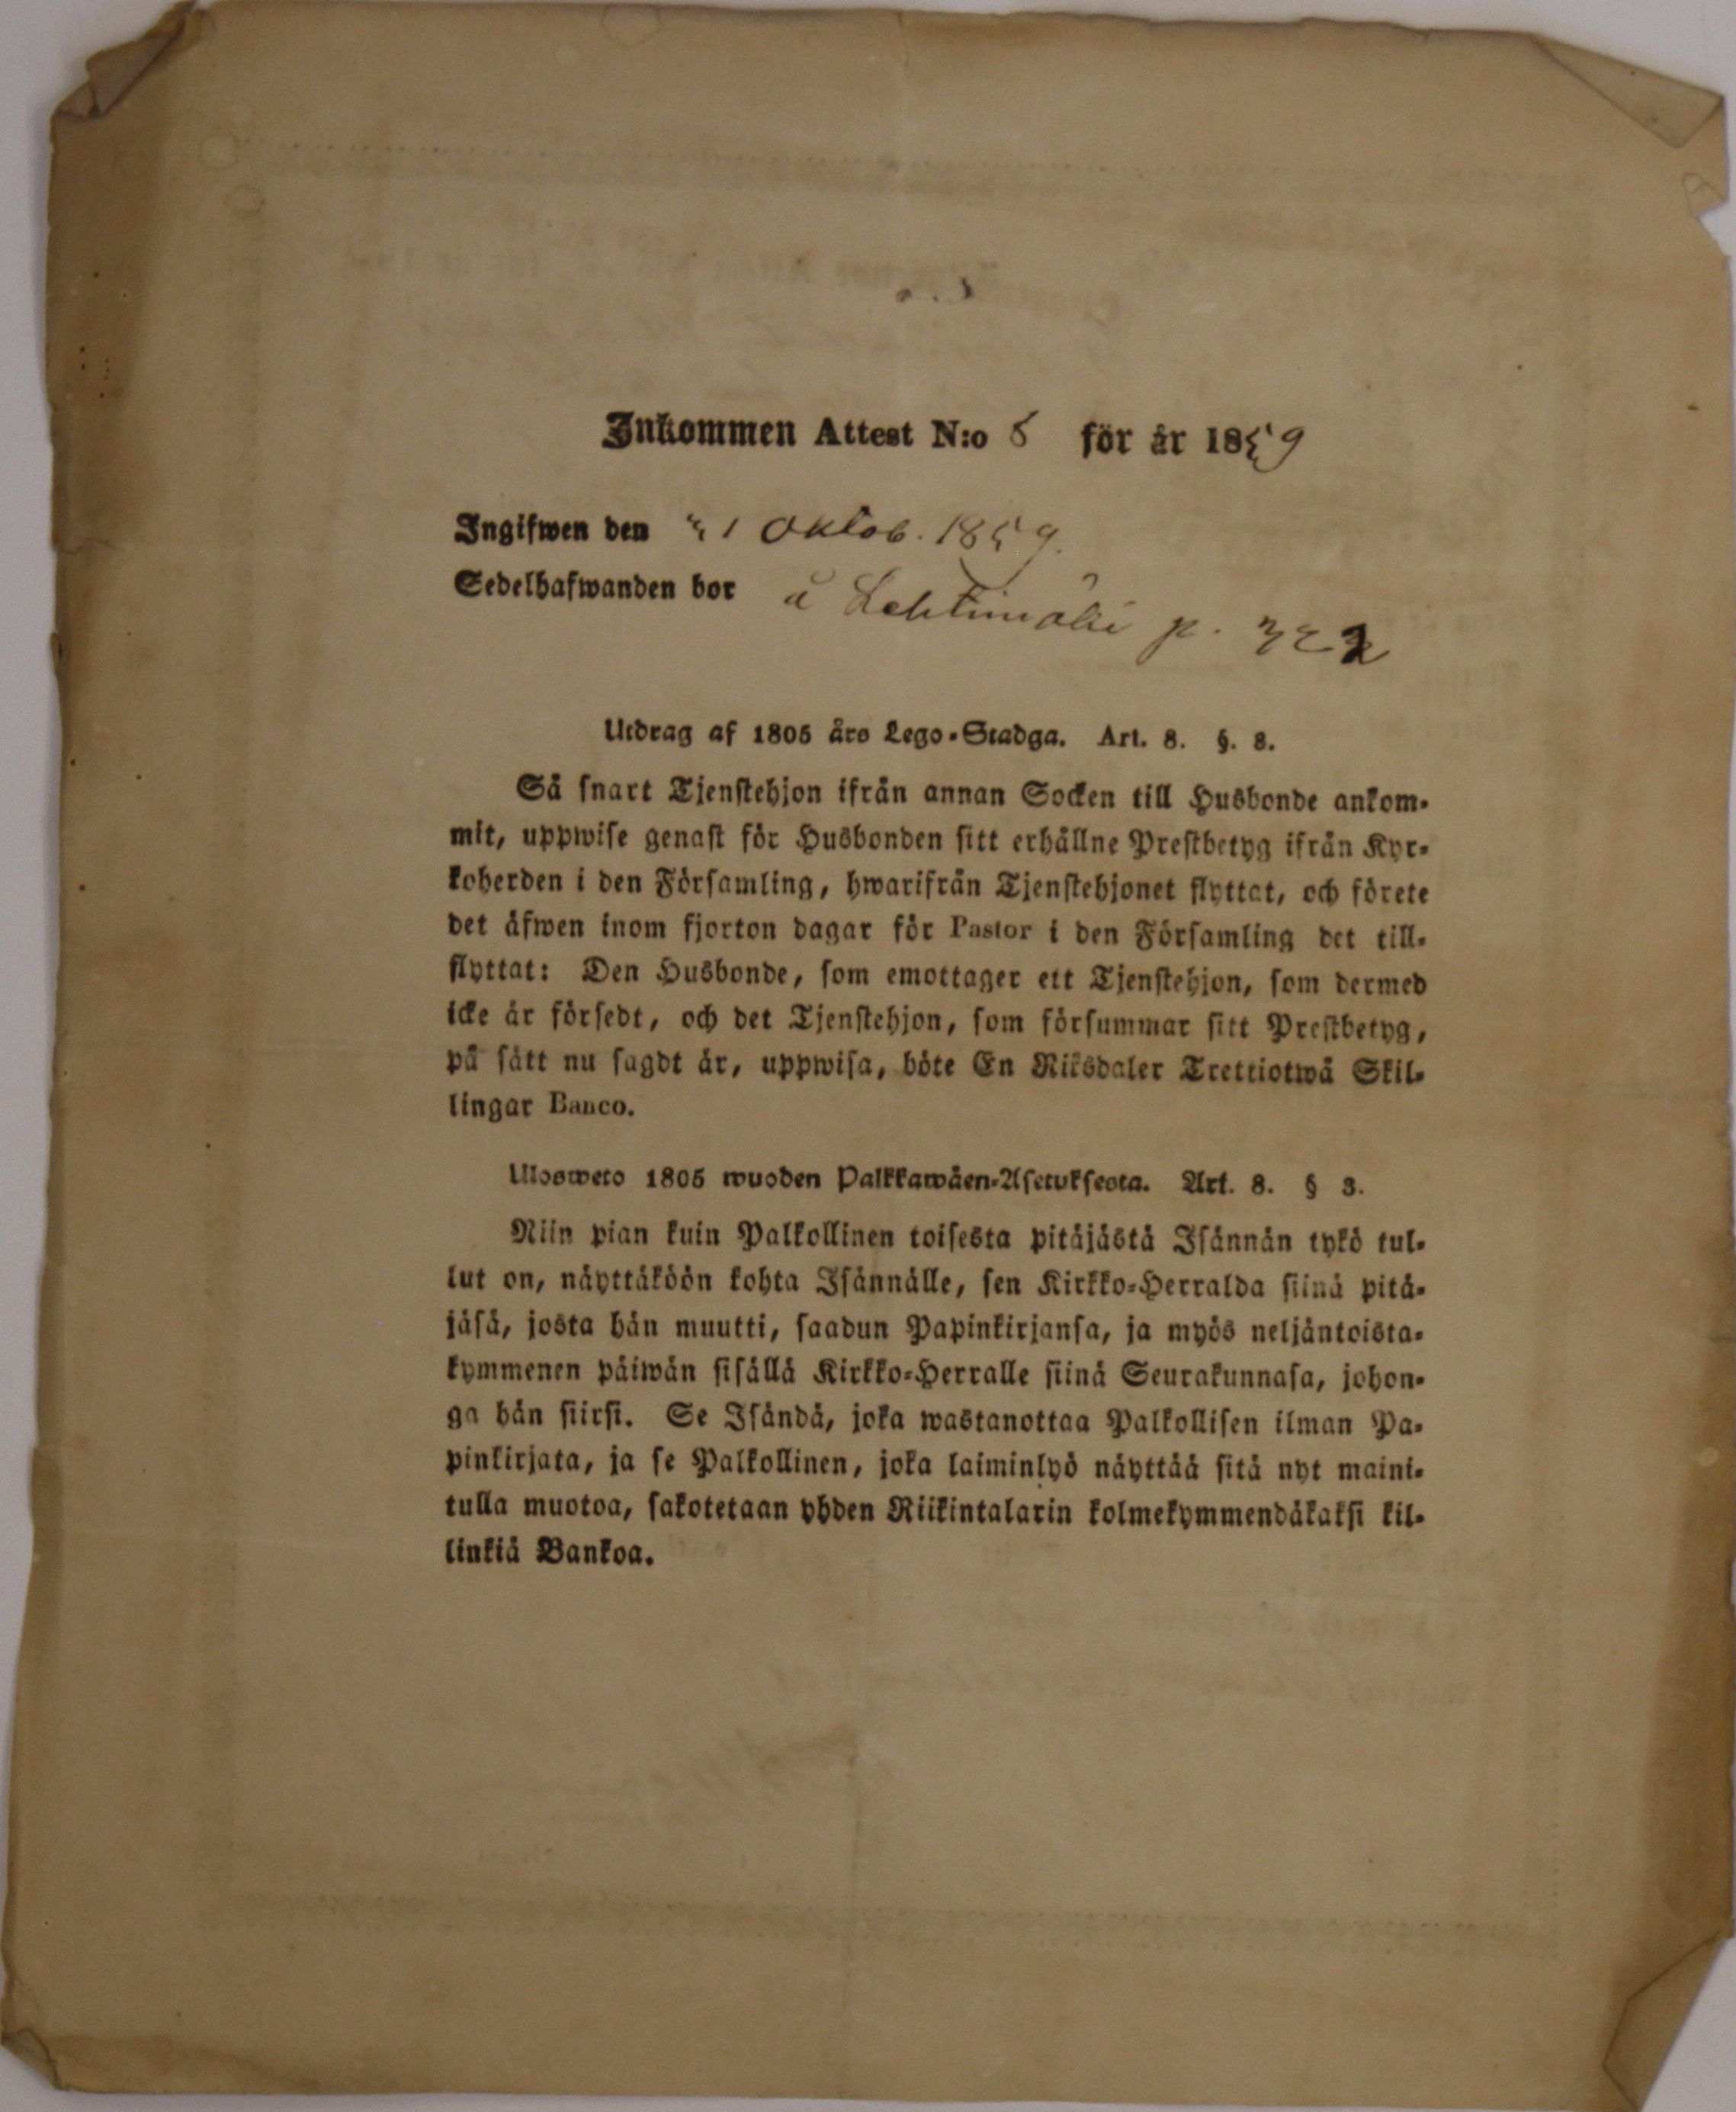 Inkommen Attest N:o 5 för år 1859
Ingifwen den 31 Oktob. 1859.
Sedelhafwanden bor å Lehtimäki p.
Utdrag af 1805 års Lego-Stadga. Art. 8. §. 8.
Så snart Tjenstehjon ifrån annan Socken till Husbonde ankom-
mit, uppwise genast för Husbonden sitt erhållne Prestbetyg ifrån Kyr-
koherden i den Församling, hwarifrån Tjenstehjonet flyttat, och förete
det äfwen inom fjorton dagar för Pastor i den Församling det till-
flyttat: Den Husbonde, som emottager ett Tjenstehjon, som dermed
icke är försedt, och det Tjenstehjon, som försummar sitt Prestbetyg,
på sätt nu sagdt är, uppwisa, böte En Riksdaler Trettiotwå Skil-
lingar Banco.
Ulosweto 1805 wuoden Palkkawäen-Asetuksesta. Art. 8. § 3.
Niin pian kuin Palkollinen toisesta pitäjästä Isännän tykö tul-
lut on, näyttäköön kohta Isännälle, sen Kirkko-Herralda siinä pitä-
jäsä, josta hän muutti, saadun Papinkirjansa, ja myös neljäntoista-
kymmenen päiwän sisällä Kirkko-Herralle siinä Seurakunnasa, johon-
ga hän siirsi. Se Isändä, joka wastanottaa Palkollisen ilman Pa-
pinkirjata, ja se Palkollinen, joka laiminlyö näyttää sitä nyt maini-
tulla muotoa, sakotetaan yhden Riikintalarin kolmekymmendäkaksi kil-
linkiä Bankoa.